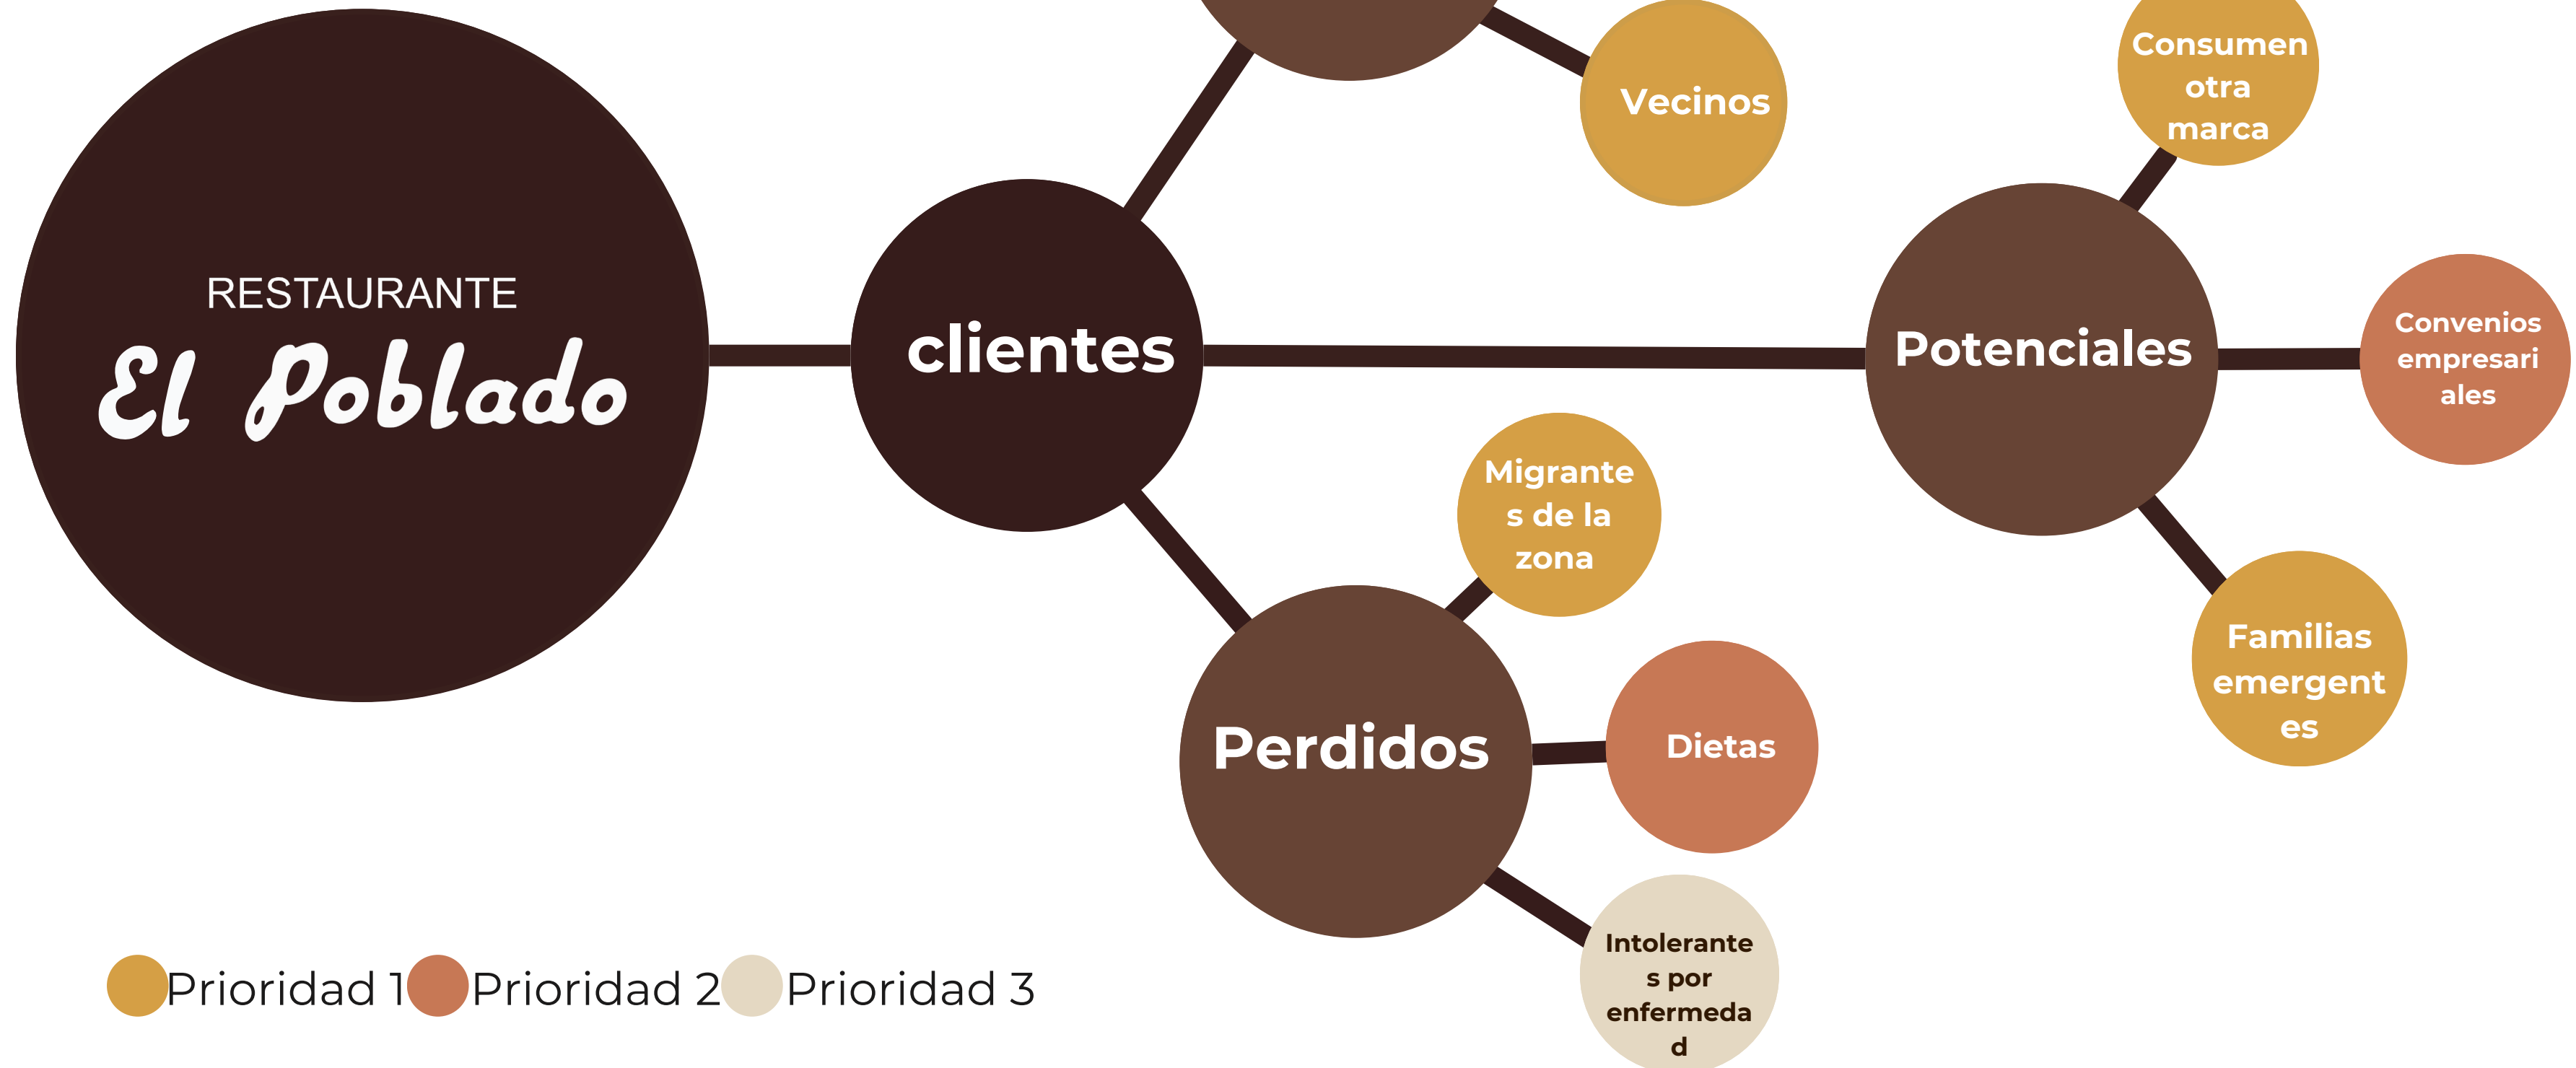 RESTAURANTE
El Poblado
clientes
Vecinos
Consumen
otra
marca
Potenciales
Convenios
empresari
ales
Familias
emergent
es
Migrante
s de la
zona
Perdidos
Dietas
Intolerante
s por
enfermeda
d
Prioridad 1
Prioridad 2
Prioridad 3